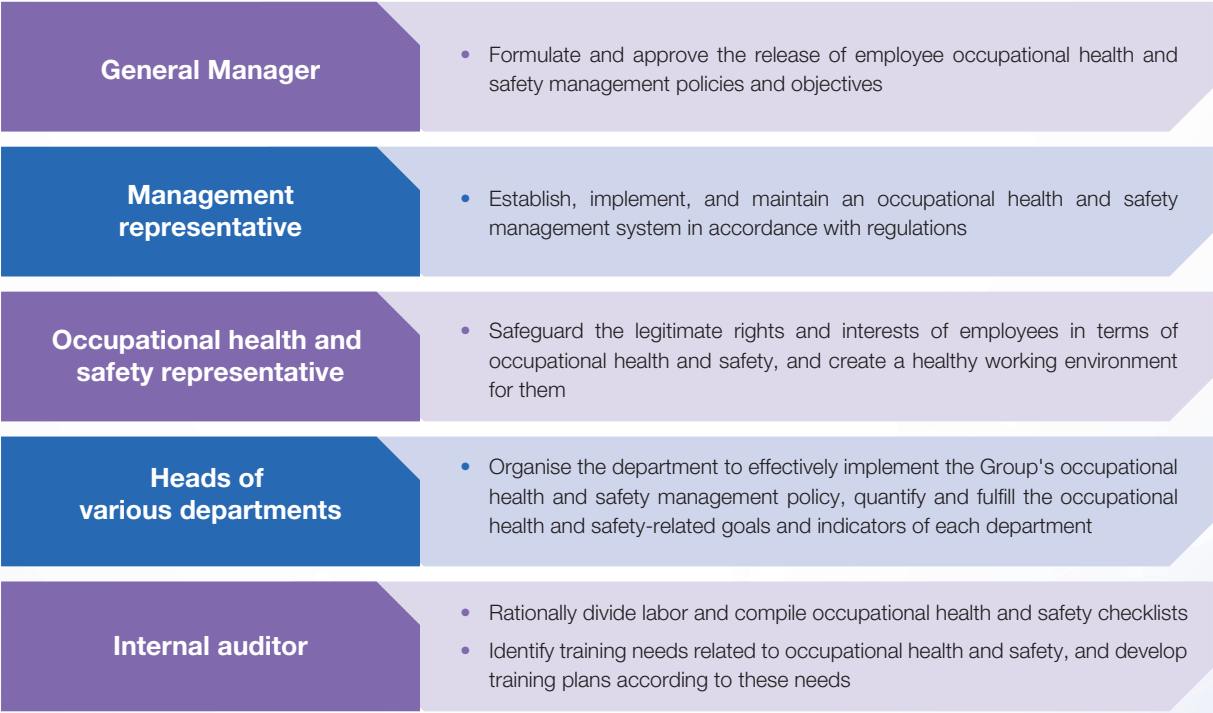 General Manager
• Formulate and approve the release of employee occupational health and
safety management policies and objectives
Management
representative
• Establish, implement, and maintain an occupational health and safety
management system in accordance with regulations
Occupational health and
safety representative
• Safeguard the legitimate rights and interests of employees in terms of
occupational health and safety, and create a healthy working environment
for them
Heads of
various departments
• Organise the department to effectively implement the Group's occupational
health and safety management policy, quantify and fulfill the occupational
health and safety-related goals and indicators of each department
Internal auditor
• Rationally divide labor and compile occupational health and safety checklists
• Identify training needs related to occupational health and safety, and develop
training plans according to these needs